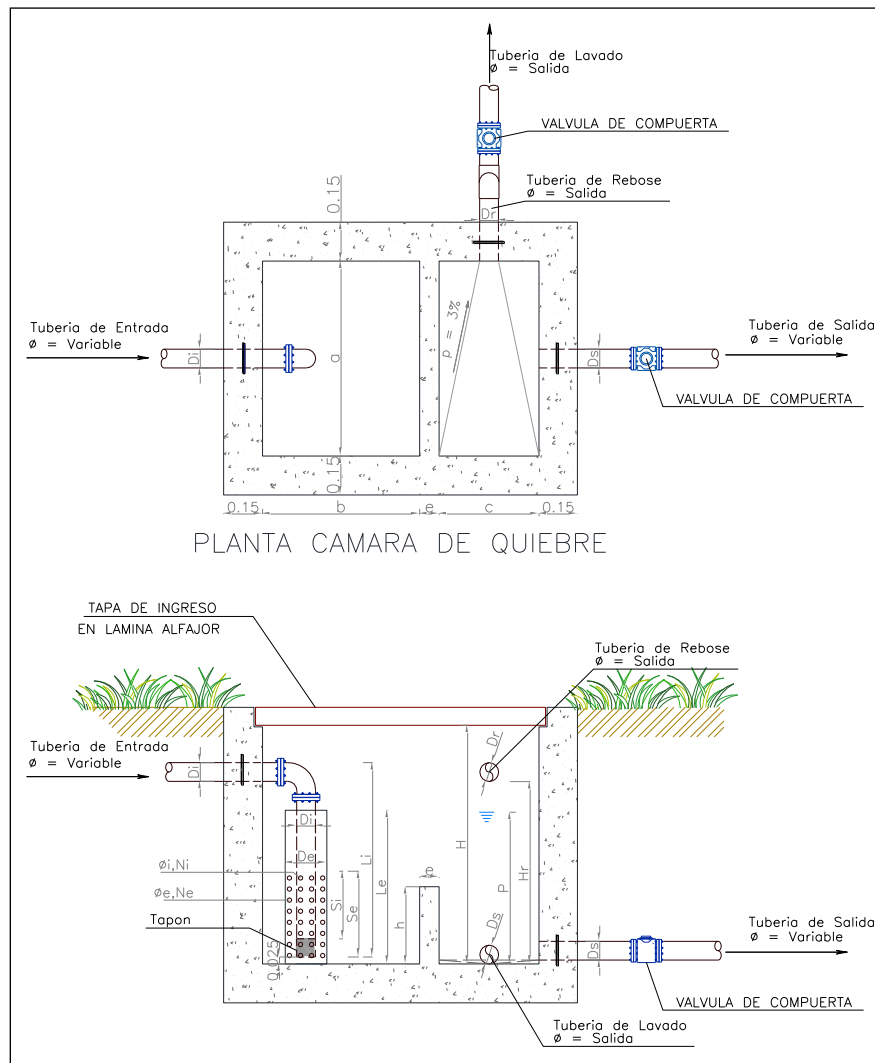 Tuberia de Lavado
ø = Salida
VALVULA DE COMPUERTA
Tuberia de Rebose
ø = Salida
0.15
Dr
Tuberia de Entrada
ø = Variable
Di
a
p = 3%
Ds
Tuberia de Salida
ø = Variable
VALVULA DE COMPUERTA
0.15
0.15
b
e
c
0.15
PLANTA CAMARA DE QUIEBRE
TAPA DE INGRESO
EN LAMINA ALFAJOR
Tuberia de Rebose
ø = Salida
Tuberia de Entrada
ø = Variable
Di
Dr
Di
De
Li
Le
H
Hr
P
e
øi,Ni
øe,Ne
Si
Se
h
Tapon
0.025
Ds
Ds
Tuberia de Salida
ø = Variable
VALVULA DE COMPUERTA
Tuberia de Lavado
ø = Salida